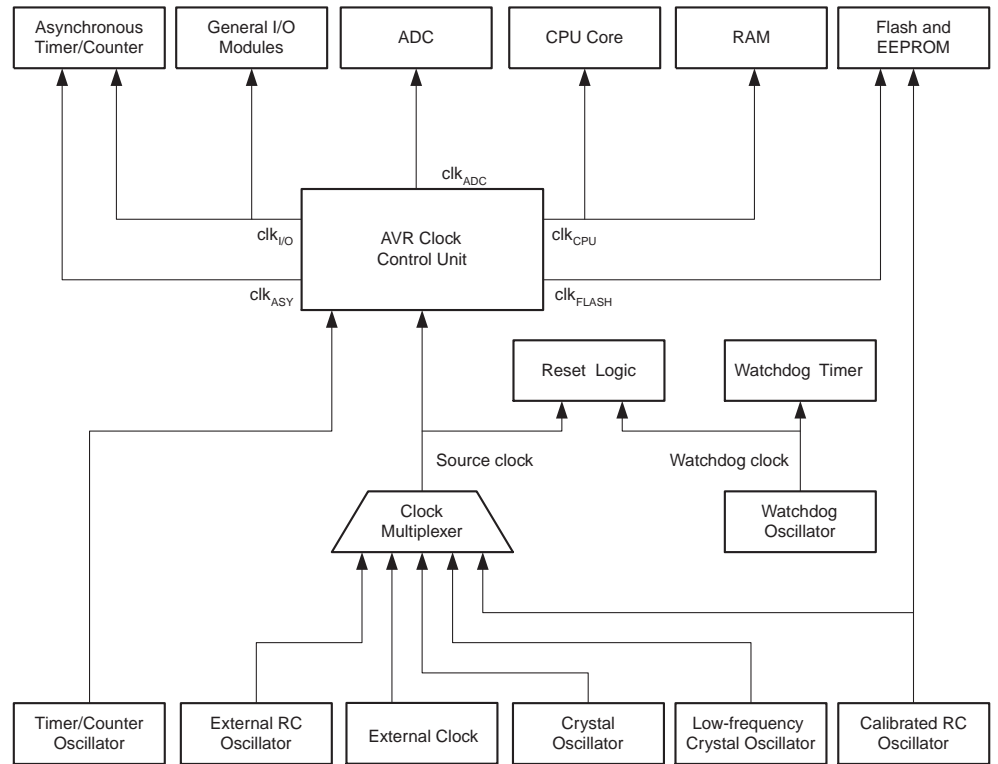 Asynchronous
Timer/Counter
General I/O
Modules
ADC
CPU Core
RAM
Flash and
EEPROM
clkADC
clkI/O
AVR Clock
Control Unit
clkCPU
clkASY
clkFLASH
Reset Logic
Watchdog Timer
Source clock
Watchdog clock
Clock
Multiplexer
Watchdog
Oscillator
Timer/Counter
Oscillator
External RC
Oscillator
External Clock
Crystal
Oscillator
Low-frequency
Crystal Oscillator
Calibrated RC
Oscillator